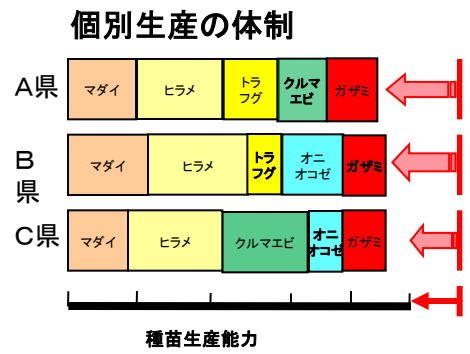 個別生産の体制
A県
マダイ
ヒラメ
トラ
フグ
クルマ
エビ
ガザミ
B
県
マダイ
ヒラメ
トラ
フグ
オニ
オコゼ
ガザミ
C県
マダイ
ヒラメ
クルマエビ
オニ
オコゼ
ガザミ
種苗生産能力